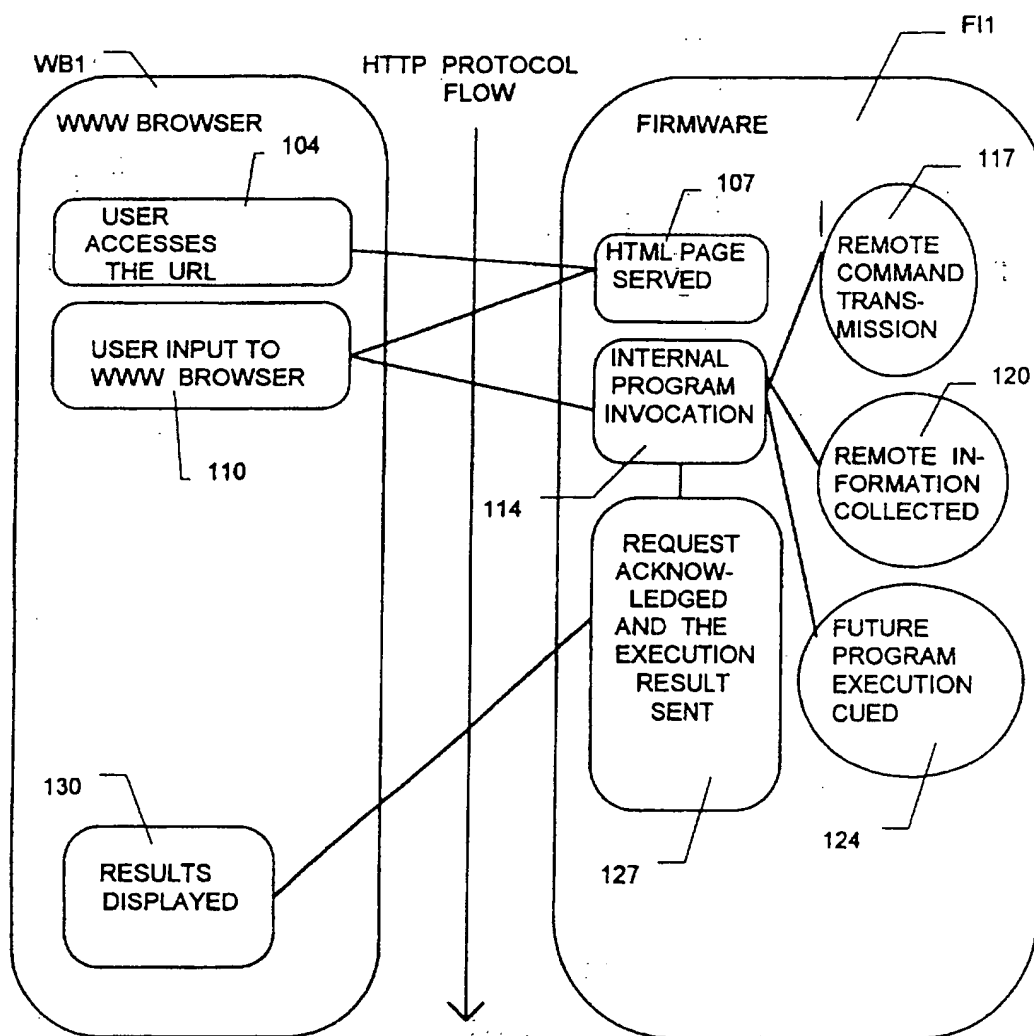 WB1
HTTP PROTOCOL
FLOW
FI1
WWW BROWSER
104
USER
ACCESSES
THE URL
USER INPUT TO
WWW BROWSER
110
FIRMWARE
107
HTML PAGE
SERVED
117
REMOTE
COMMAND
TRANS-
MISSION
INTERNAL
PROGRAM
INVOCATION
114
120
REMOTE IN-
FORMATION
COLLECTED
REQUEST
ACKNOW-
LEDGED
AND THE
EXECUTION
RESULT
SENT
127
FUTURE
PROGRAM
EXECUTION
CUED
124
130
RESULTS
DISPLAYED